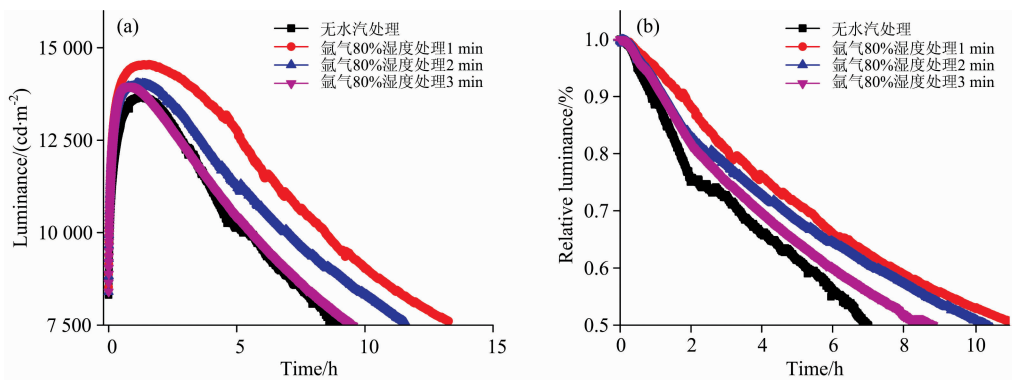 (a)
无水汽处理
氩气80%湿度处理1 min
氩气80%湿度处理2 min
氩气80%湿度处理3 min
15 000
12 500
10 000
7 500
Luminance/(cd·m-2)
0 5 10 15
Time/h
(b)
无水汽处理
氩气80%湿度处理1 min
氩气80%湿度处理2 min
氩气80%湿度处理3 min
1.0
0.9
0.8
0.7
0.6
0.5
Relative luminance/%
0 2 4 6 8 10
Time/h